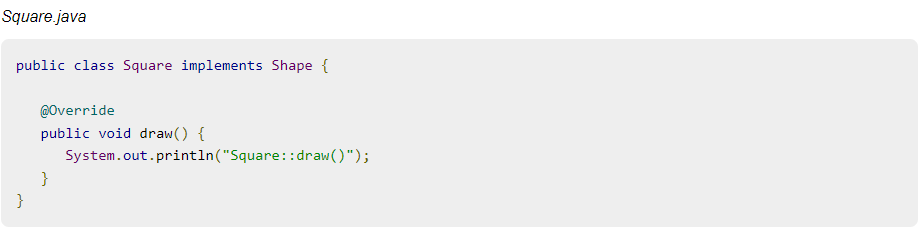 Square.java
public class Square implements Shape {
@Override
public void draw() {
System.out.println("Square::draw()");
}
}